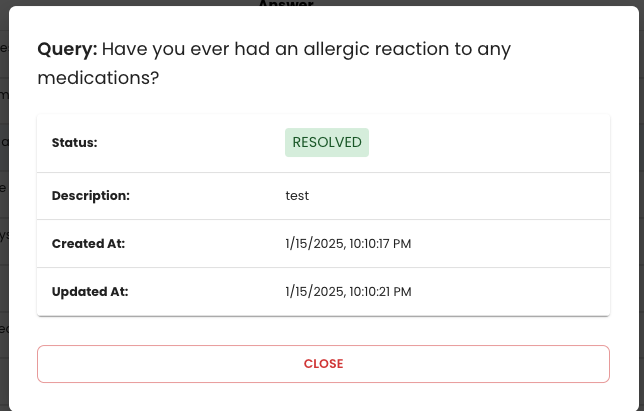 Answer
Query: Have you ever had an allergic reaction to any
medications?
Status: RESOLVED
Description: test
Created At: 1/15/2025, 10:10:17 PM
Updated At: 1/15/2025, 10:10:21 PM
CLOSE